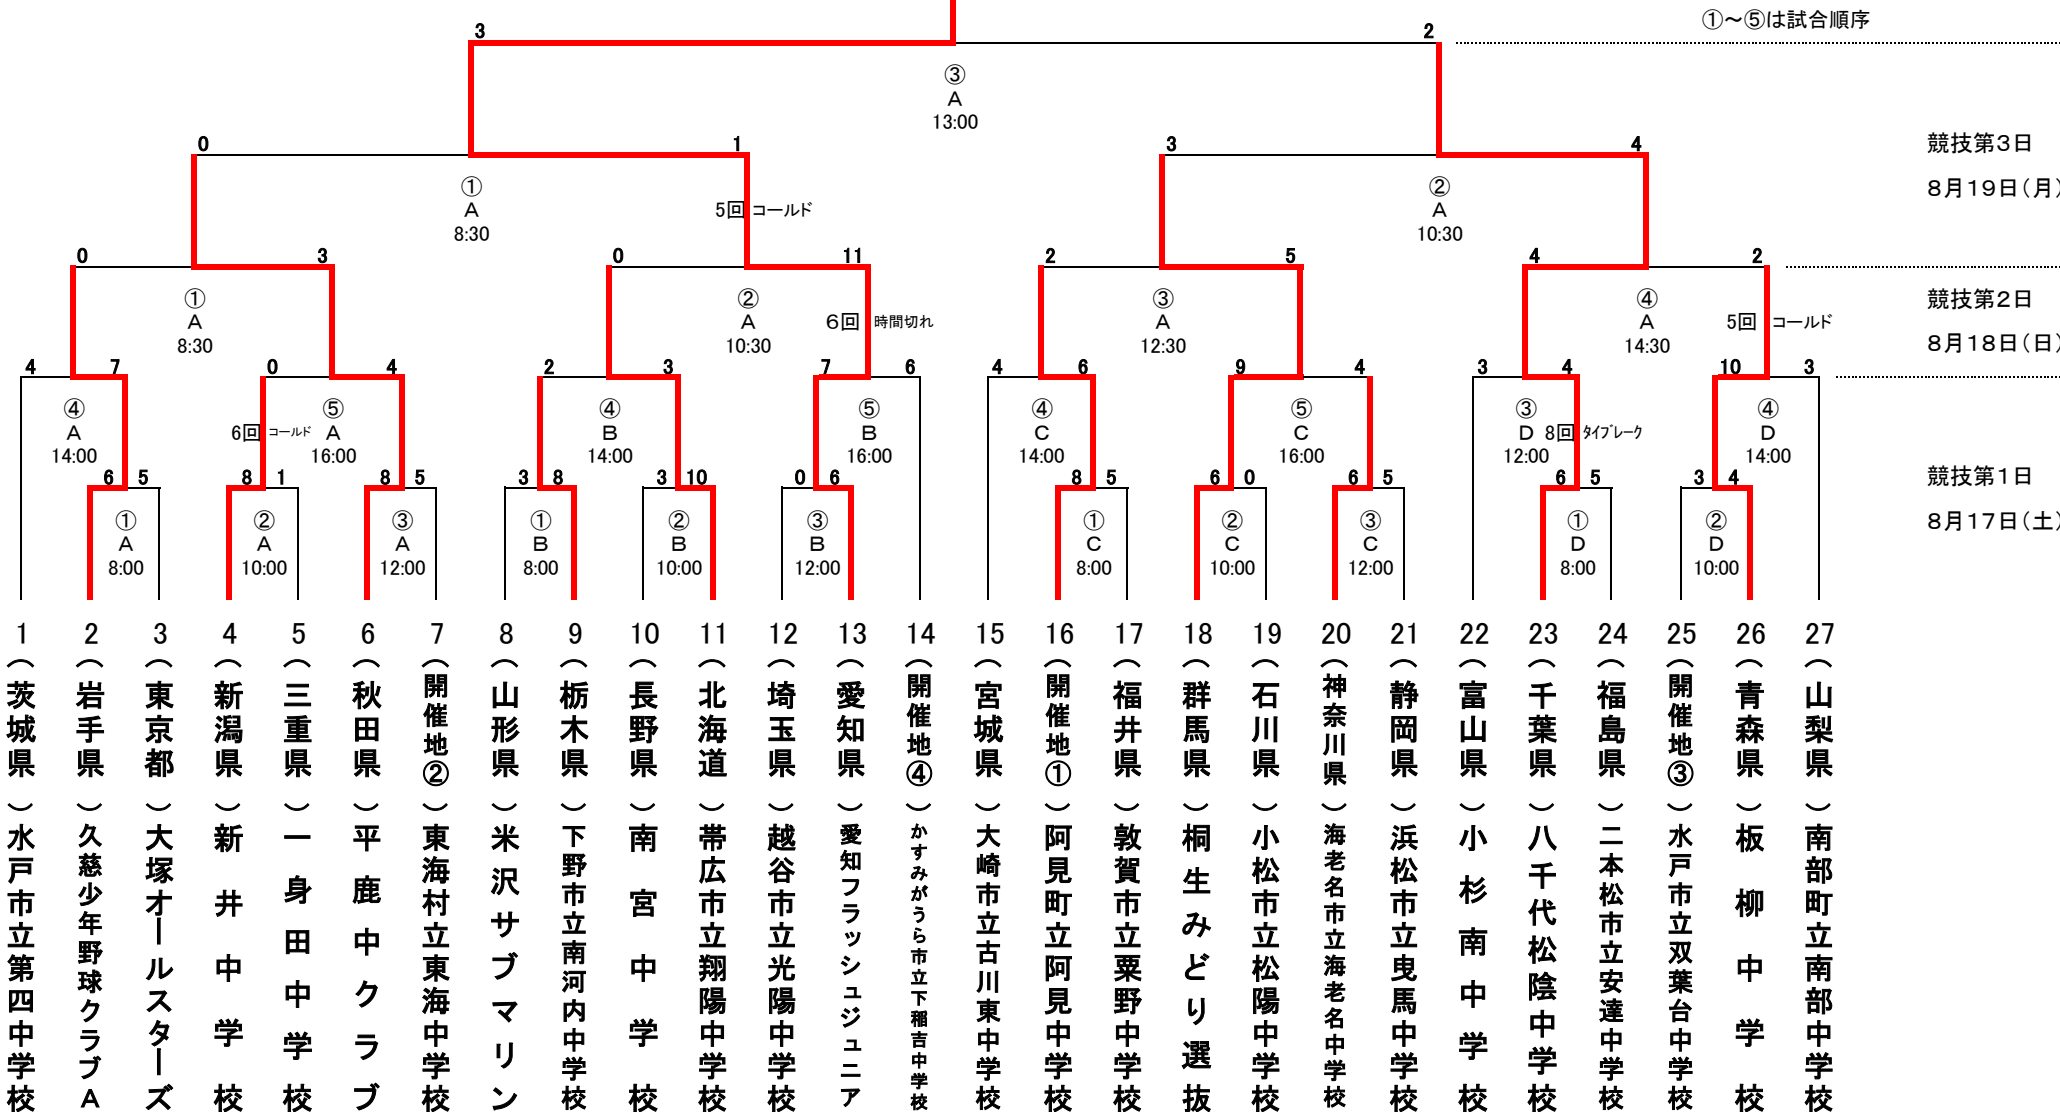 ①～⑤は試合順序
3 2
③
A
13:00
0 1 3 4
競技第3日
①
A
8:30
5回 コールド
②
A
10:30
8月19日(月)
0 3 0 11 2 5 4 2
①
A
8:30
②
A
10:30
6回 時間切れ
③
A
12:30
④
A
14:30
5回 コールド
競技第2日
8月18日(日)
4 7 0 4 2 3 7 6 4 6 9 4 3 4 10 3
④
A
14:00
6回 コールド
⑤
A
16:00
④
B
14:00
⑤
B
16:00
④
C
14:00
⑤
C
16:00
③
D
12:00
8回 タイブレーク
④
D
14:00
6 5 8 1 8 5 3 8 3 10 0 6 8 5 6 0 6 5 6 5 3 4
競技第1日
8月17日(土)
①
A
8:00
②
A
10:00
③
A
12:00
①
B
8:00
②
B
10:00
③
B
12:00
①
C
8:00
②
C
10:00
③
C
12:00
①
D
8:00
②
D
10:00
1 2 3 4 5 6 7 8 9 10 11 12 13 14 15 16 17 18 19 20 21 22 23 24 25 26 27
(茨城県)水戸市立第四中学校
(岩手県)久慈少年野球クラブA
(東京都)大塚オールスターズ
(新潟県)新井中学校
(三重県)一身田中学校
(秋田県)平鹿中クラブ
(開催地②)東海村立東海中学校
(山形県)米沢サブマリン
(栃木県)下野市立南河内中学校
(長野県)南宮中学校
(北海道)帯広市立翔陽中学校
(埼玉県)越谷市立光陽中学校
(愛知県)愛知フラッシュジュニア
(開催地④)かすみがうら市立下稲吉中学校
(宮城県)大崎市立古川東中学校
(開催地①)阿見町立阿見中学校
(福井県)敦賀市立粟野中学校
(群馬県)桐生みどり選抜
(石川県)小松市立松陽中学校
(神奈川県)海老名市立海老名中学校
(静岡県)浜松市立曳馬中学校
(富山県)小杉南中学校
(千葉県)八千代松陰中学校
(福島県)二本松市立安達中学校
(開催地③)水戸市立双葉台中学校
(青森県)板柳中学校
(山梨県)南部町立南部中学校